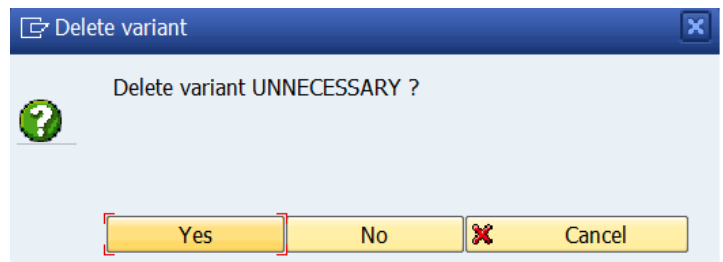 Delete variant
Delete variant UNNECESSARY ?
Yes No Cancel